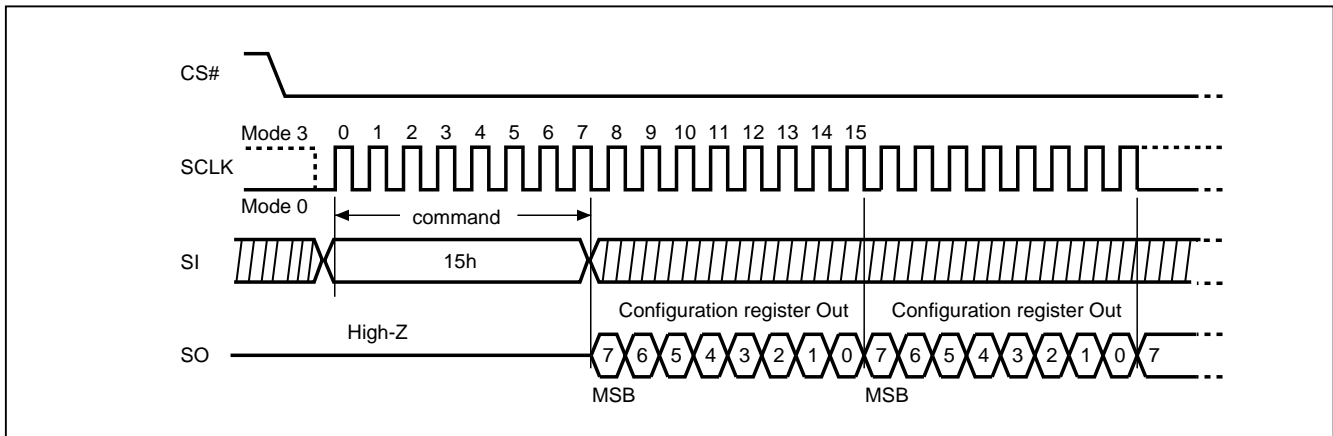 CS#
Mode 3
0 1 2 3 4 5 6 7 8 9 10 11 12 13 14 15
SCLK
Mode 0
command
SI
15h
Configuration register Out Configuration register Out
High-Z
SO
7 6 5 4 3 2 1 0 7 6 5 4 3 2 1 0 7
MSB MSB